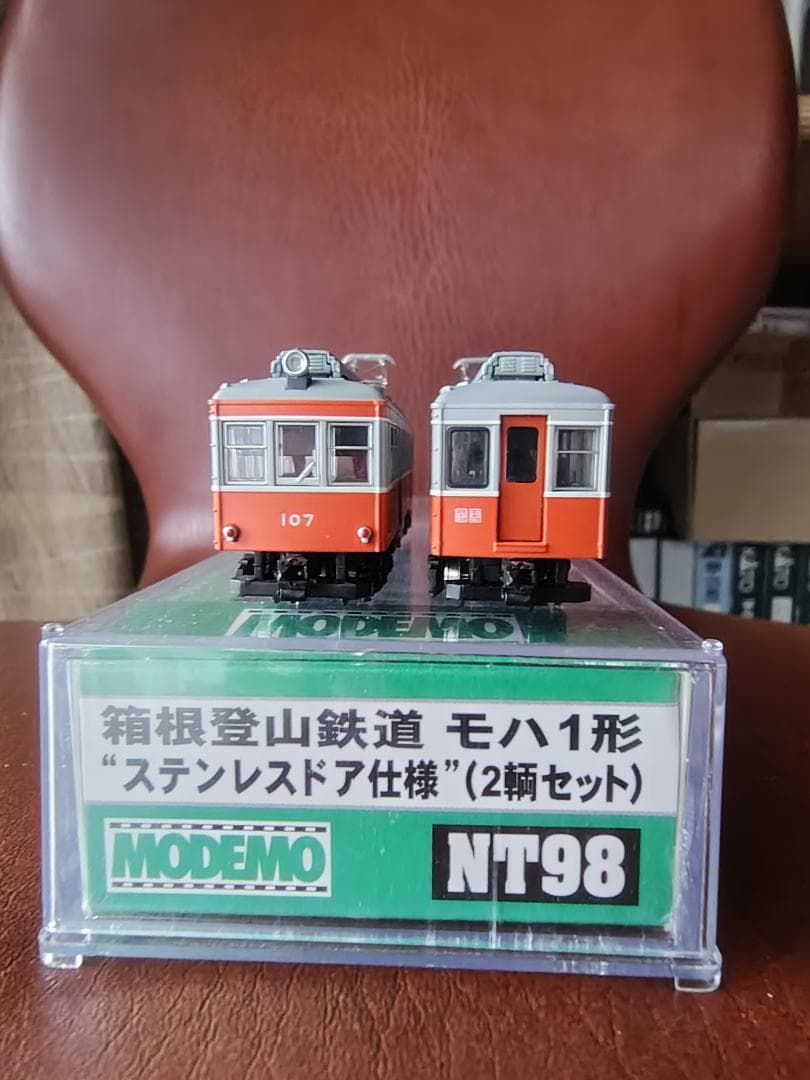 107
MODEMO
箱根登山鉄道 モハ1形
“ステンレスドア仕様”(2輌セット)
MODEMO
NT98